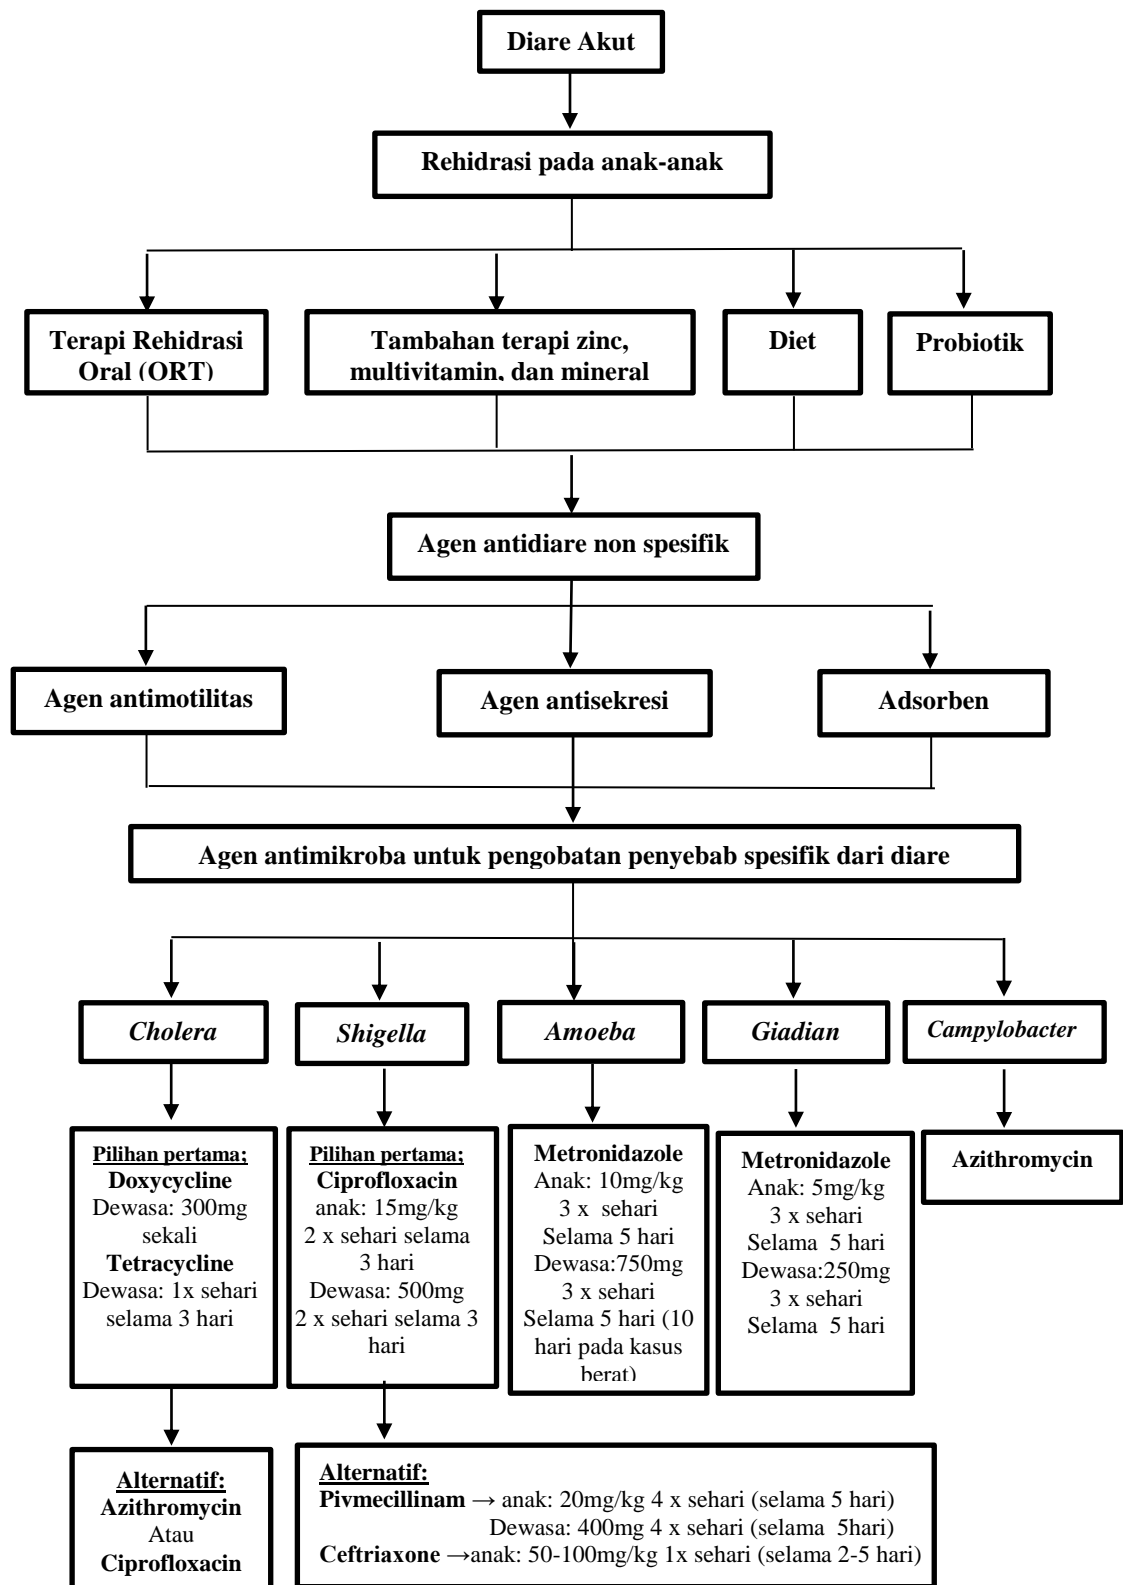 Diare Akut
Rehidrasi pada anak-anak
Terapi Rehidrasi
Oral (ORT)
Tambahan terapi zinc,
multivitamin, dan mineral
Diet
Probiotik
Agen antidiare non spesifik
Agen antimotilitas
Agen antisekresi
Adsorben
Agen antimikroba untuk pengobatan penyebab spesifik dari diare
Cholera
Shigella
Amoeba
Giadian
Campylobacter
Pilihan pertama;
Doxycycline
Dewasa: 300mg
sekali
Tetracycline
Dewasa: 1x sehari
selama 3 hari
Pilihan pertama;
Ciprofloxacin
anak: 15mg/kg
2 x sehari selama
3 hari
Dewasa: 500mg
2 x sehari selama 3
hari
Metronidazole
Anak: 10mg/kg
3 x sehari
Selama 5 hari
Dewasa:750mg
3 x sehari
Selama 5 hari (10
hari pada kasus
berat)
Metronidazole
Anak: 5mg/kg
3 x sehari
Selama 5 hari
Dewasa:250mg
3 x sehari
Selama 5 hari
Azithromycin
Alternatif:
Azithromycin
Atau
Ciprofloxacin
Alternatif:
Pivmecillinam → anak: 20mg/kg 4 x sehari (selama 5 hari)
Dewasa: 400mg 4 x sehari (selama 5hari)
Ceftriaxone →anak: 50-100mg/kg 1x sehari (selama 2-5 hari)